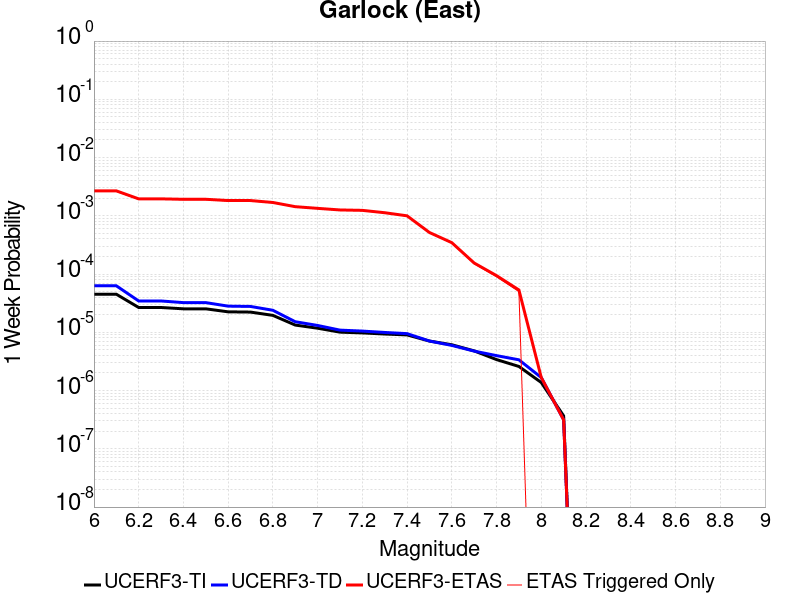 Garlock (East)
10^0
10^-1
10^-2
10^-3
10^-4
10^-5
10^-6
10^-7
10^-8
1 Week Probability
6 6.2 6.4 6.6 6.8 7 7.2 7.4 7.6 7.8 8 8.2 8.4 8.6 8.8 9
Magnitude
UCERF3-TI UCERF3-TD UCERF3-ETAS ETAS Triggered Only